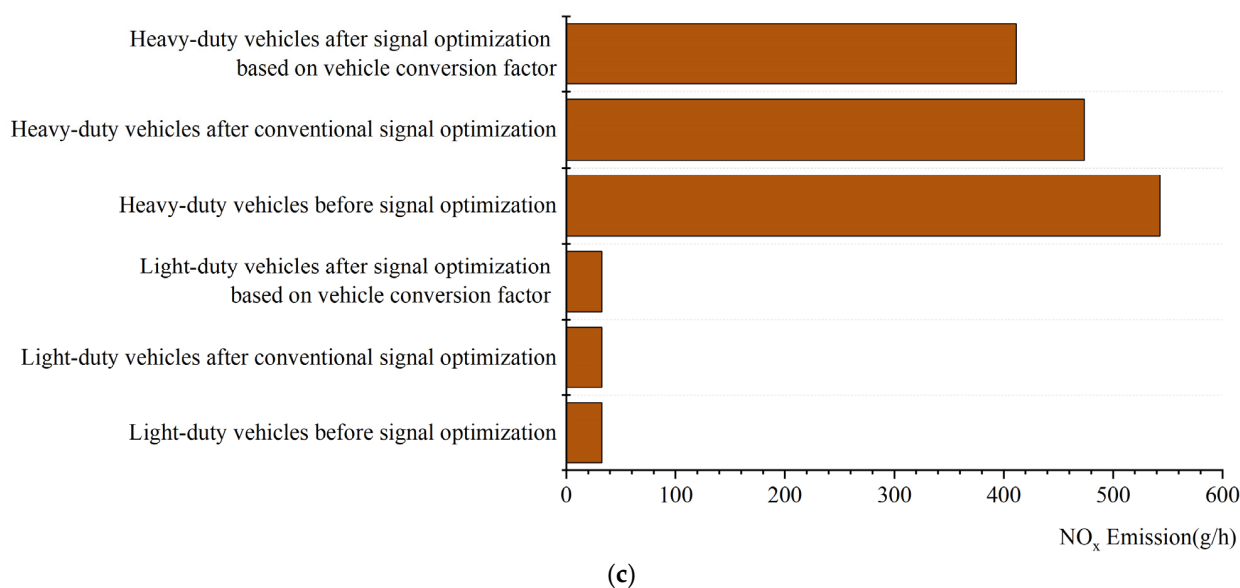 Heavy-duty vehicles after signal optimization
based on vehicle conversion factor
Heavy-duty vehicles after conventional signal optimization
Heavy-duty vehicles before signal optimization
Light-duty vehicles after signal optimization
based on vehicle conversion factor
Light-duty vehicles after conventional signal optimization
Light-duty vehicles before signal optimization
0 100 200 300 400 500 600
NOx Emission(g/h)
(c)